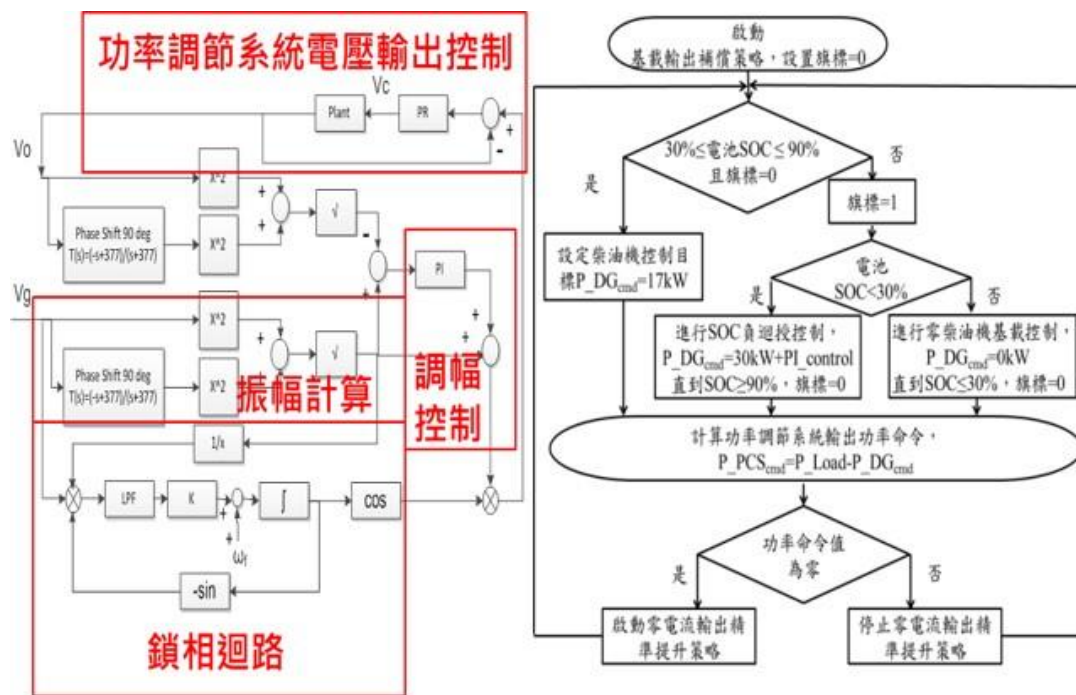 功率調節系統電壓輸出控制
Vc
Plant
PR
+
-
Vo
X^2
Phase Shift 90 deg
T(s)=(-s+377)/(s+377)
X^2
+
+
√
-
+
PI
Vg
X^2
Phase Shift 90 deg
T(s)=(-s+377)/(s+377)
X^2
+
+
√
+
+
振幅計算
調幅
控制
1/x
LPF
K
+
+
ω₁
∫
cos
-sin
鎖相迴路
啟動
基載輸出補償策略，設置旗標=0
30%≤電池SOC≤90%
且旗標=0
是
否
旗標=1
設定柴油機控制目
標P_DGcmd=17kW
電池
SOC<30%
是
否
進行SOC負迴授控制，
P_DGcmd=30kW+PI_control
直到SOC≥90%，旗標=0
進行零柴油機基載控制，
P_DGcmd=0kW
直到SOC≤30%，旗標=0
計算功率調節系統輸出功率命令，
P_PCScmd=P_Load-P_DGcmd
功率命令值
為零
是
否
啟動零電流輸出精
準提升策略
停止零電流輸出精
準提升策略